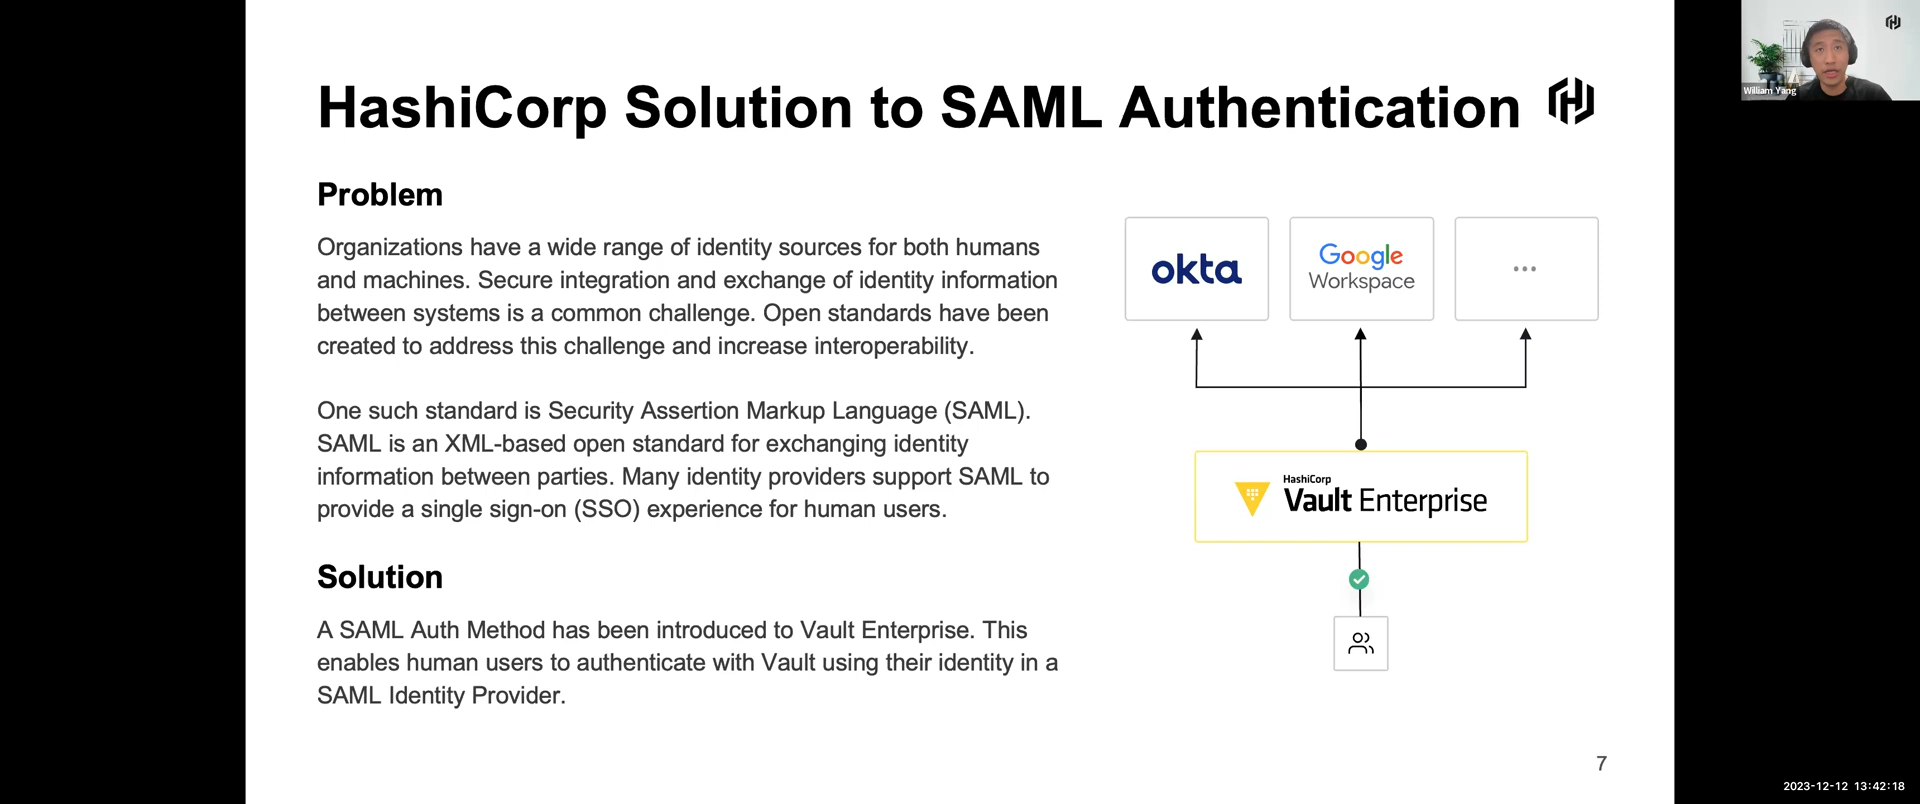 HashiCorp Solution to SAML Authentication
William Yang
Problem
Organizations have a wide range of identity sources for both humans
and machines. Secure integration and exchange of identity information
between systems is a common challenge. Open standards have been
created to address this challenge and increase interoperability.
One such standard is Security Assertion Markup Language (SAML).
SAML is an XML-based open standard for exchanging identity
information between parties. Many identity providers support SAML to
provide a single sign-on (SSO) experience for human users.
Solution
A SAML Auth Method has been introduced to Vault Enterprise. This
enables human users to authenticate with Vault using their identity in a
SAML Identity Provider.
okta
Google
Workspace
...
HashiCorp
Vault Enterprise
7
2023-12-12 13:42:18